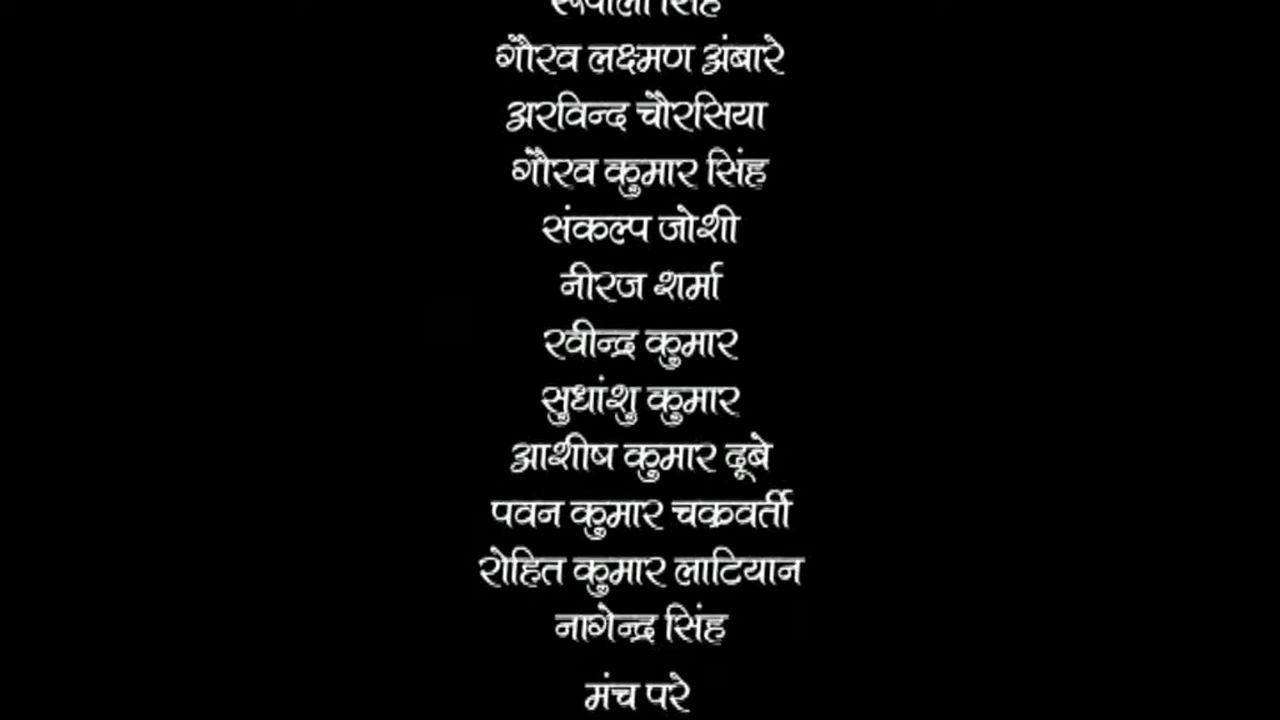 रूपाली सिंह
गौरव लक्ष्मण अंबारे
अरविन्द चौरसिया
गौरव कुमार सिंह
संकल्प जोशी
नीरज शर्मा
रवीन्द्र कुमार
सुधांशु कुमार
आशीष कुमार दूबे
पवन कुमार चक्रवर्ती
रोहित कुमार लाटियान
नागेन्द्र सिंह
मंच परे